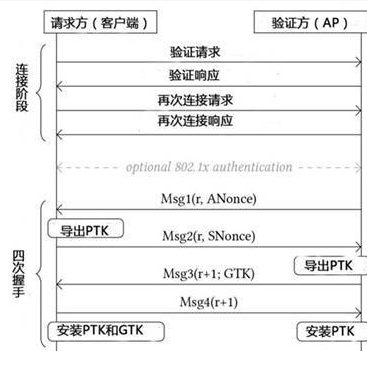 请求方（客户端）
验证方（AP）
连接阶段
验证请求
验证响应
再次连接请求
再次连接响应
optional 802.1x authentication
四次握手
Msg1(r, ANonce)
导出PTK
Msg2(r, SNonce)
导出PTK
Msg3(r+1; GTK)
Msg4(r+1)
安装PTK和GTK
安装PTK